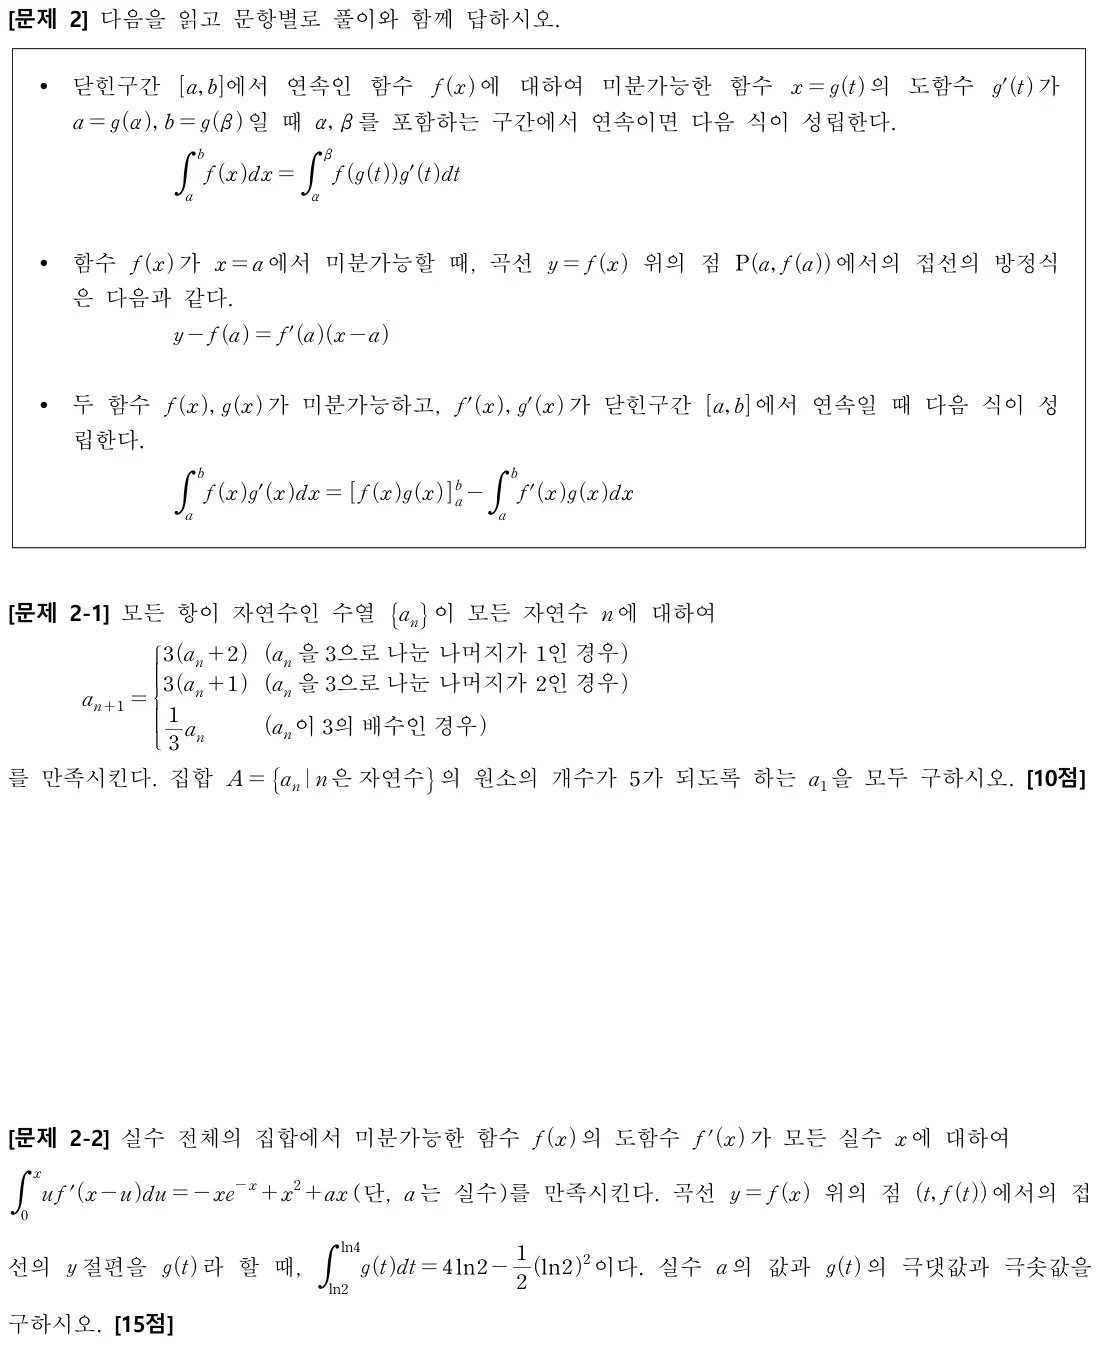 [문제 2] 다음을 읽고 문항별로 풀이와 함께 답하시오.
• 닫힌구간 [a, b]에서 연속인 함수 f(x)에 대하여 미분가능한 함수 x=g(t)의 도함수 g′(t)가
a=g(α), b=g(β)일 때 α, β를 포함하는 구간에서 연속이면 다음 식이 성립한다.
∫_a^b f(x)dx = ∫_α^β f(g(t))g′(t)dt
• 함수 f(x)가 x=a에서 미분가능할 때, 곡선 y=f(x) 위의 점 P(a, f(a))에서의 접선의 방정식
은 다음과 같다.
y−f(a)=f′(a)(x−a)
• 두 함수 f(x), g(x)가 미분가능하고, f′(x), g′(x)가 닫힌구간 [a, b]에서 연속일 때 다음 식이 성
립한다.
∫_a^b f(x)g′(x)dx = [f(x)g(x)]_a^b − ∫_a^b f′(x)g(x)dx
[문제 2-1] 모든 항이 자연수인 수열 {a_n}이 모든 자연수 n에 대하여
3(a_n+2) (a_n을 3으로 나눈 나머지가 1인 경우)
a_{n+1} = { 3(a_n+1) (a_n을 3으로 나눈 나머지가 2인 경우)
1/3 a_n (a_n이 3의 배수인 경우)
를 만족시킨다. 집합 A={a_n | n은 자연수}의 원소의 개수가 5가 되도록 하는 a_1을 모두 구하시오. [10점]
[문제 2-2] 실수 전체의 집합에서 미분가능한 함수 f(x)의 도함수 f′(x)가 모든 실수 x에 대하여
∫_0^x uf′(x−u)du = −xe^{−x}+x^2+ax (단, a는 실수)를 만족시킨다. 곡선 y=f(x) 위의 점 (t, f(t))에서의 접
선의 y절편을 g(t)라 할 때, ∫_{ln2}^{ln4} g(t)dt = 4ln2 − 1/2 (ln2)^2이다. 실수 a의 값과 g(t)의 극댓값과 극솟값을
구하시오. [15점]